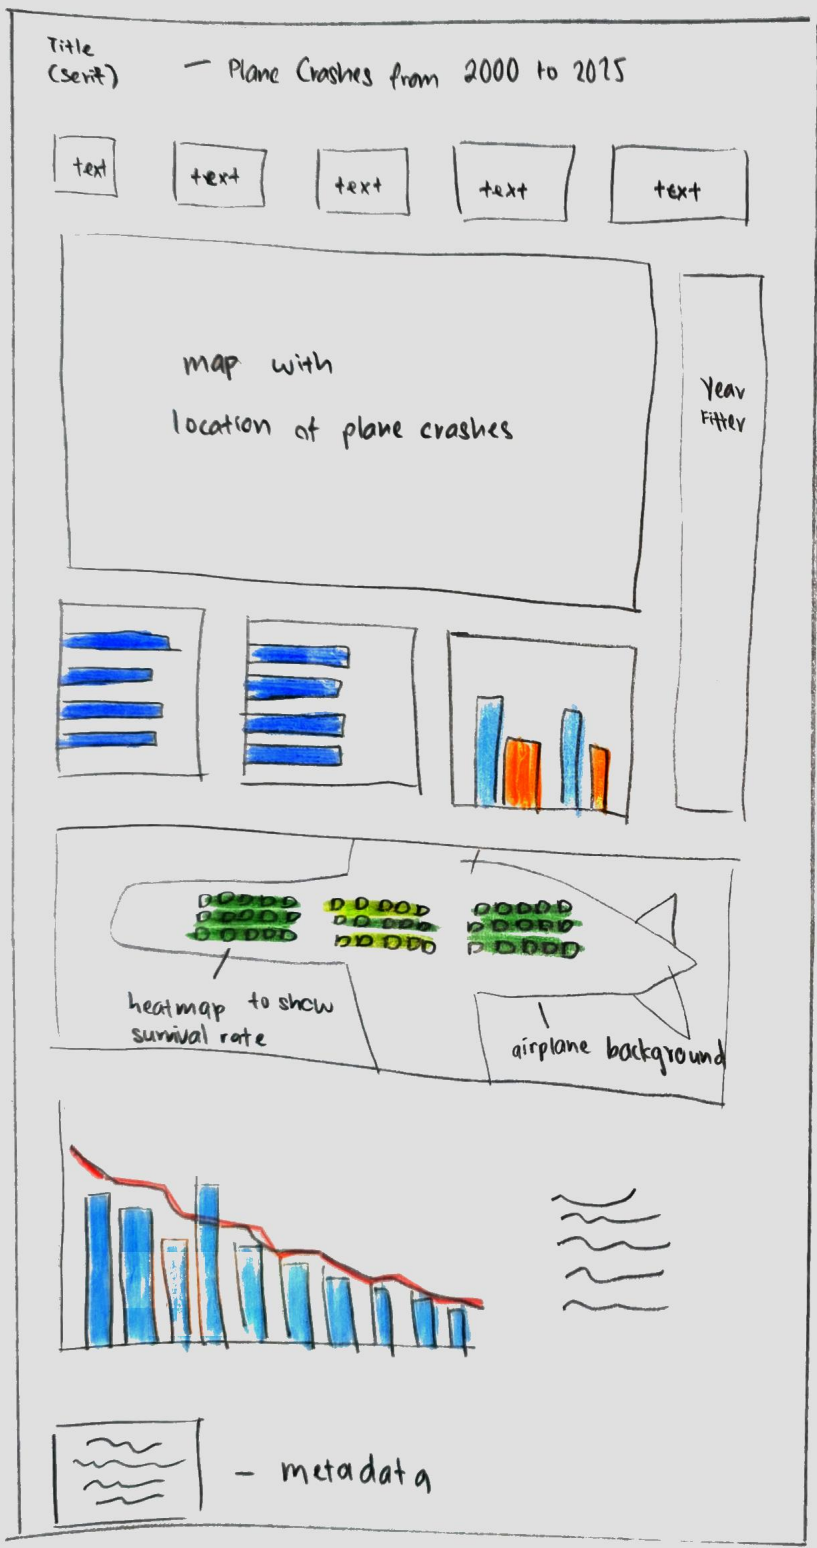 Title
(serif)
— Plane Crashes from 2000 to 2025
text
text
text
text
text
map with
location of plane crashes
Year
Filter
heatmap to show
survival rate
airplane background
- metadata